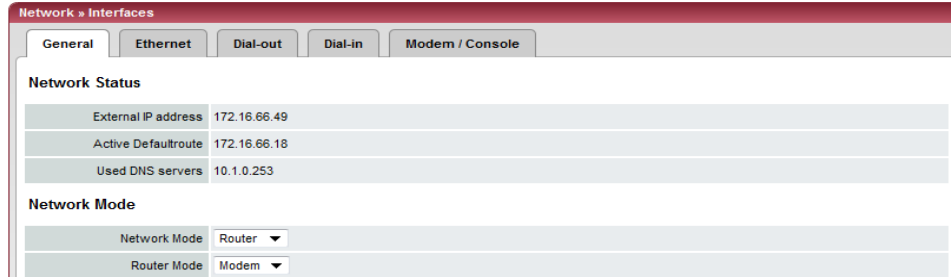 Network » Interfaces
General Ethernet Dial-out Dial-in Modem / Console
Network Status
External IP address 172.16.66.49
Active Defaultroute 172.16.66.18
Used DNS servers 10.1.0.253
Network Mode
Network Mode Router
Router Mode Modem